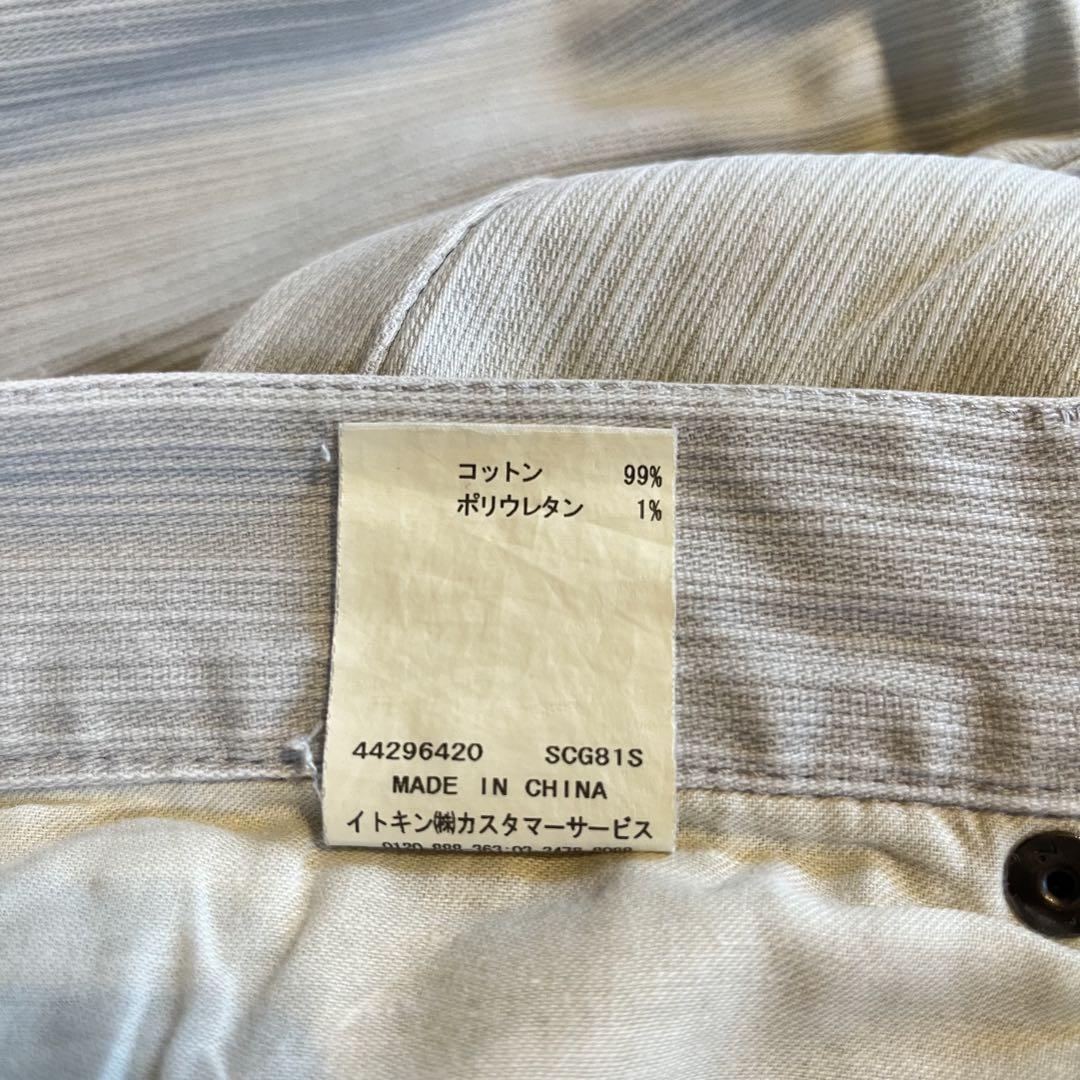 コットン 99%
ポリウレタン 1%
44296420 SCG81S
MADE IN CHINA
イトキン㈱カスタマーサービス